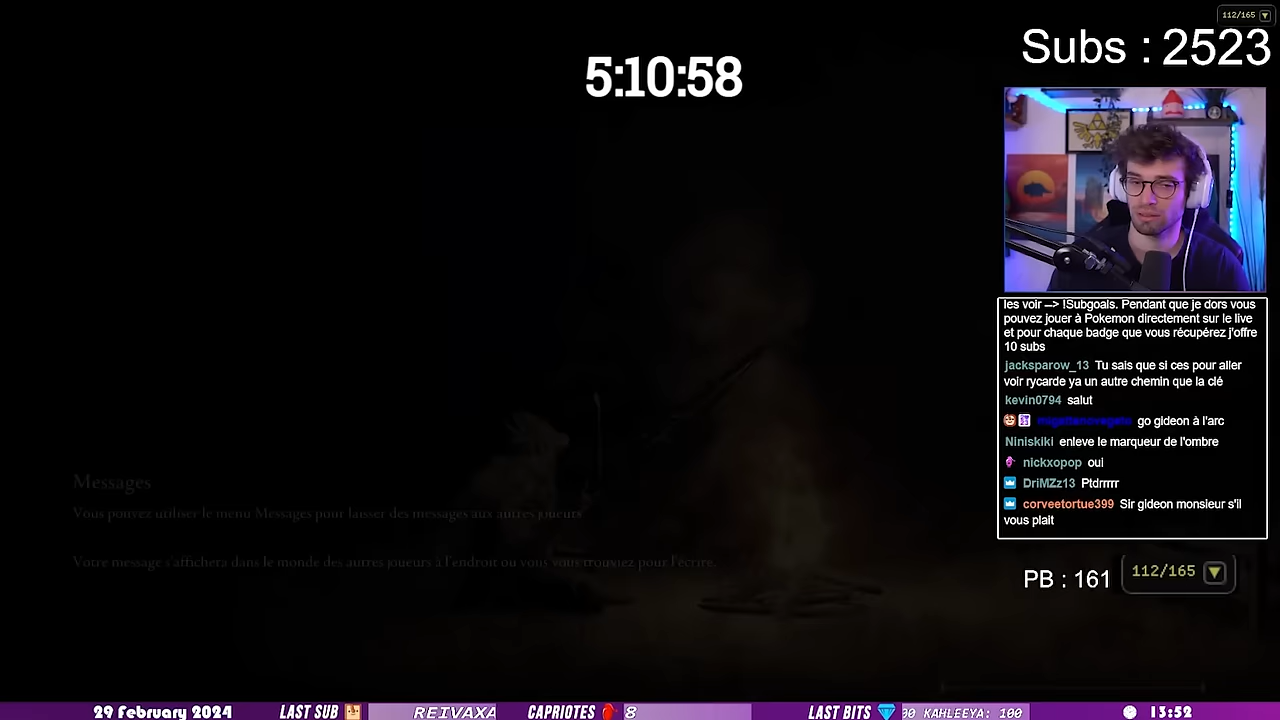 112/165
Subs : 2523
5:10:58
les voir --> !Subgoals. Pendant que je dors vous
pouvez jouer à Pokemon directement sur le live
et pour chaque badge que vous récupérez j'offre
10 subs
jacksparow_13 Tu sais que si ces pour aller
voir rycarde ya un autre chemin que la clé
kevin0794 salut
go gideon à l'arc
Niniskiki enleve le marqueur de l'ombre
nickxopop oui
DriMZz13 Ptdrrrrr
corveetortue399 Sir gideon monsieur s'il
vous plait
Messages
Vous pouvez utiliser le menu Messages pour laisser des messages aux autres joueurs
Votre message s'affichera dans le monde des autres joueurs à l'endroit ou vous vous trouviez pour l'écrire.
PB : 161
112/165
29 February 2024
LAST SUB
REIVAXA
CAPRIOTES
8
LAST BITS
KAHLEEYA: 100
13:52